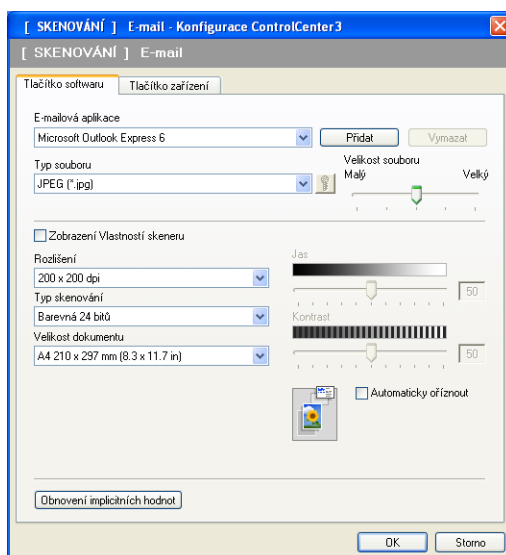 [ SKENOVÁNÍ ] E-mail - Konfigurace ControlCenter3
[ SKENOVÁNÍ ] E-mail
Tlačítko softwaru
Tlačítko zařízení
E-mailová aplikace
Microsoft Outlook Express 6
Přidat
Vymazat
Typ souboru
Velikost souboru
JPEG (*.jpg)
Malý
Velký
Zobrazení Vlastností skeneru
Rozlišení
Jas
200 x 200 dpi
50
Typ skenování
Barevná 24 bitů
Kontrast
Velikost dokumentu
A4 210 x 297 mm (8.3 x 11.7 in)
50
Automaticky oříznout
Obnovení implicitních hodnot
OK
Storno